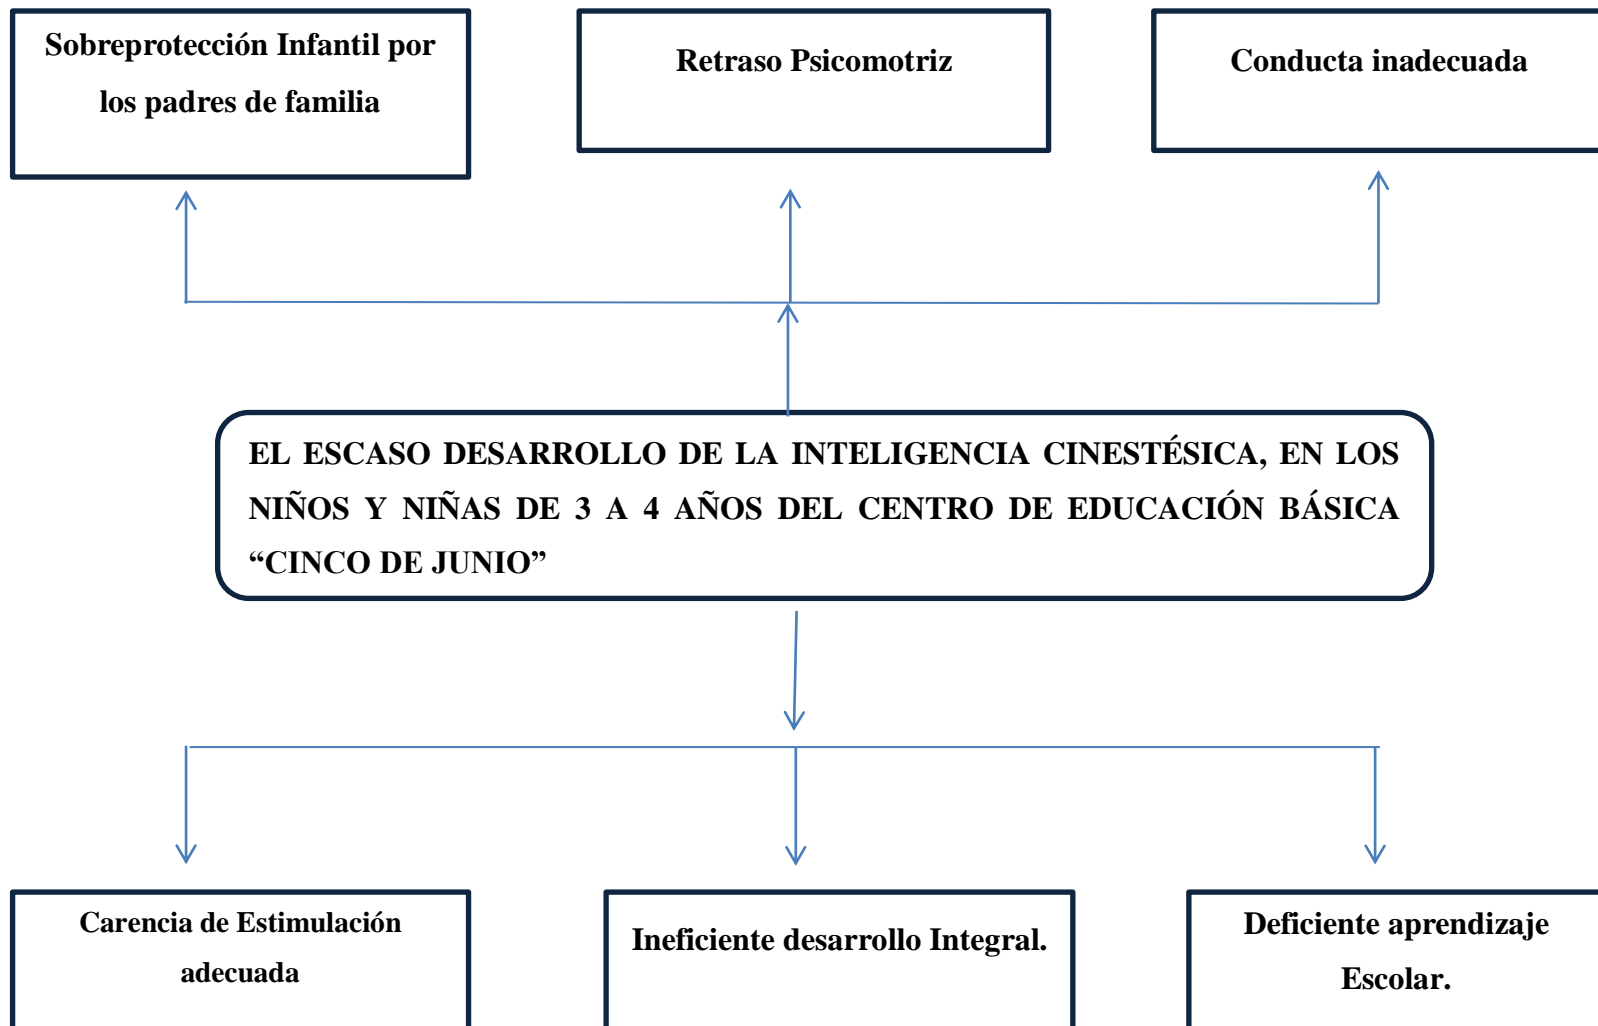 Sobreprotección Infantil por
los padres de familia
Retraso Psicomotriz
Conducta inadecuada
EL ESCASO DESARROLLO DE LA INTELIGENCIA CINESTÉSICA, EN LOS
NIÑOS Y NIÑAS DE 3 A 4 AÑOS DEL CENTRO DE EDUCACIÓN BÁSICA
“CINCO DE JUNIO”
Carencia de Estimulación
adecuada
Ineficiente desarrollo Integral.
Deficiente aprendizaje
Escolar.